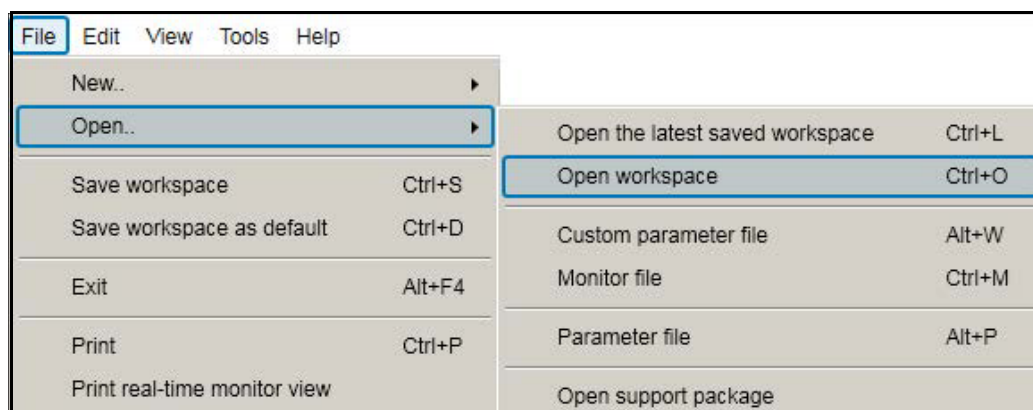 File Edit View Tools Help
New..
Open..
Save workspace Ctrl+S
Save workspace as default Ctrl+D
Exit Alt+F4
Print Ctrl+P
Print real-time monitor view
Open the latest saved workspace Ctrl+L
Open workspace Ctrl+O
Custom parameter file Alt+W
Monitor file Ctrl+M
Parameter file Alt+P
Open support package